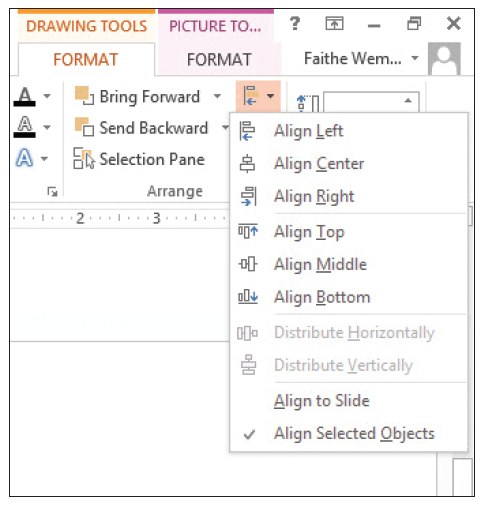 DRAWING TOOLS PICTURE TO... ?
FORMAT FORMAT Faithe Wem...
A Bring Forward
A Send Backward
A Selection Pane
Arrange
2 3
Align Left
Align Center
Align Right
Align Top
Align Middle
Align Bottom
Distribute Horizontally
Distribute Vertically
Align to Slide
Align Selected Objects